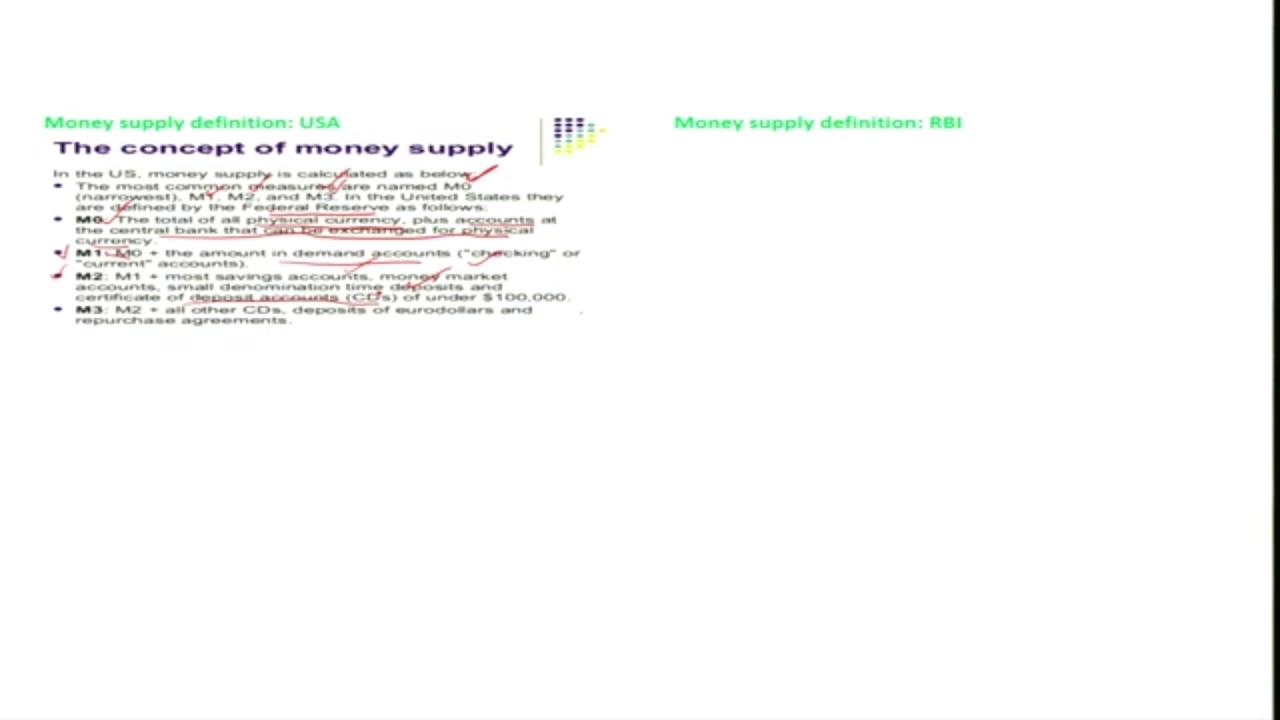 Money supply definition: USA
The concept of money supply
In the US, money supply is calculated as below
• The most common measures are named M0
(narrowest), M1, M2, and M3. In the United States they
are defined by the Federal Reserve as follows:
• M0: The total of all physical currency, plus accounts at
the central bank that can be exchanged for physical
currency.
• M1: M0 + the amount in demand accounts ("checking" or
"current" accounts).
• M2: M1 + most savings accounts, money market
accounts, small denomination time deposits and
certificate of deposit accounts (CDs) of under $100,000.
• M3: M2 + all other CDs, deposits of eurodollars and
repurchase agreements.
Money supply definition: RBI